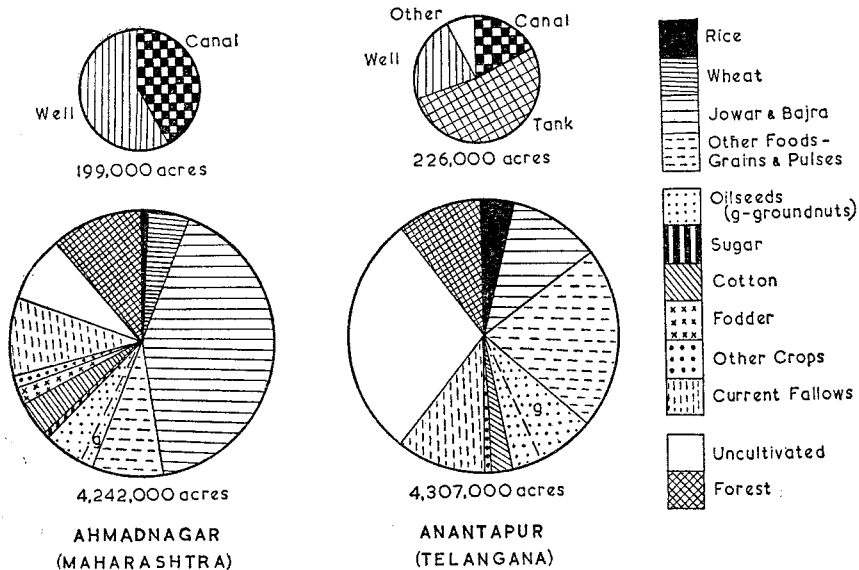 Canal
Well
199,000 acres
Other
Canal
Well
Tank
226,000 acres
g
4,242,000 acres
AHMADNAGAR
(MAHARASHTRA)
g
4,307,000 acres
ANANTAPUR
(TELANGANA)
Rice
Wheat
Jowar & Bajra
Other Foods-
Grains & Pulses
Oilseeds
(g-groundnuts)
Sugar
Cotton
Fodder
Other Crops
Current Fallows
Uncultivated
Forest